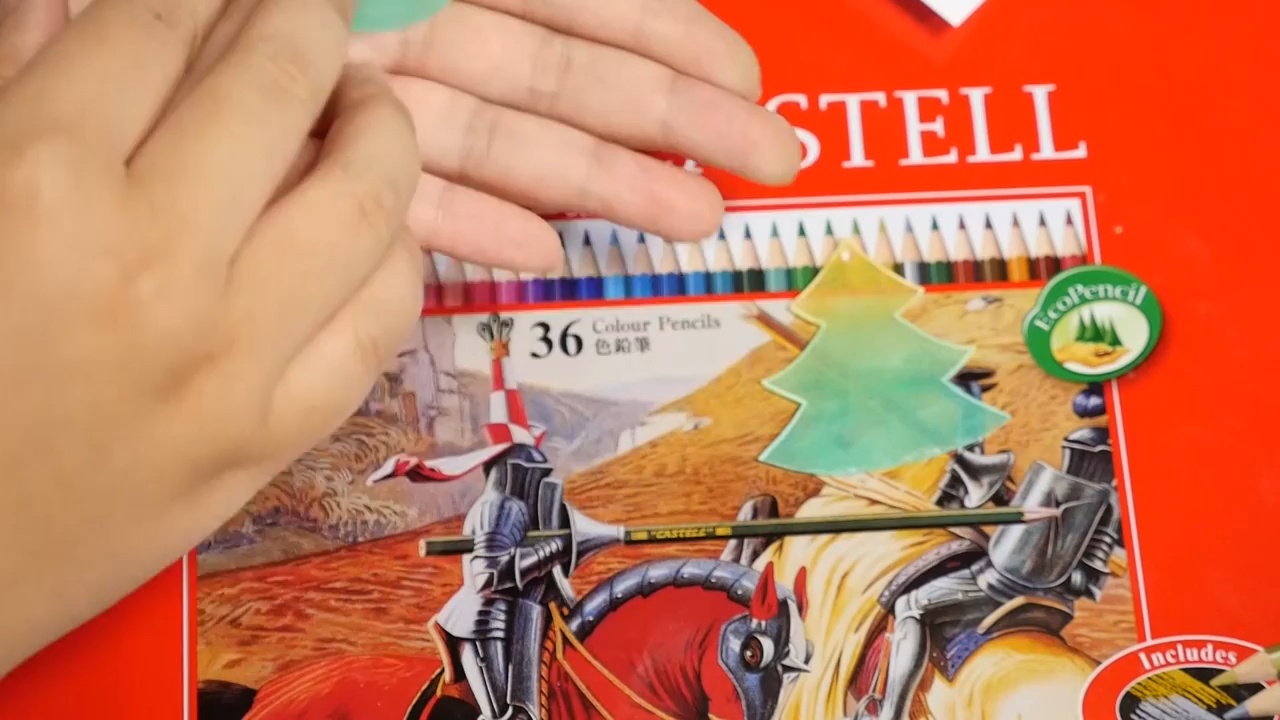 STELL
36 Colour Pencils
色鉛筆
EcoPencil
"CASTELL"
Includes